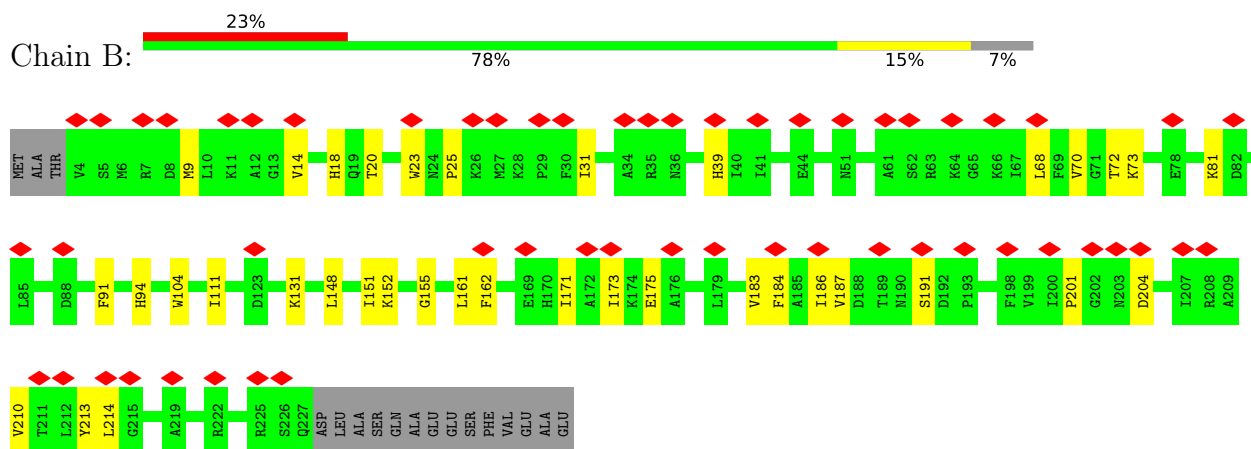 23%
Chain B:
78% 15% 7%
MET ALA THR V4 S5 M6 R7 D8 M9 L10 K11 A12 G13 V14 H18 Q19 T20 W23 N24 P25 K26 M27 K28 P29 F30 I31 A34 R35 N36 H39 I40 I41 E44 N51 A61 S62 R63 K64 G65 K66 I67 L68 F69 V70 G71 T72 K73 E78 K81 D82
L85 D88 F91 H94 W104 I111 D123 K131 L148 I151 K152 G155 L161 F162 E169 H170 I171 A172 I173 K174 E175 A176 L179 V183 F184 A185 I186 V187 D188 T189 N190 S191 D192 P193 F198 V199 I200 P201 G202 N203 D204 I207 R208 A209
V210 T211 L212 Y213 L214 G215 A219 R222 R225 S226 Q227 ASP LEU ALA SER GLN ALA GLU GLU SER PHE VAL GLU ALA GLU